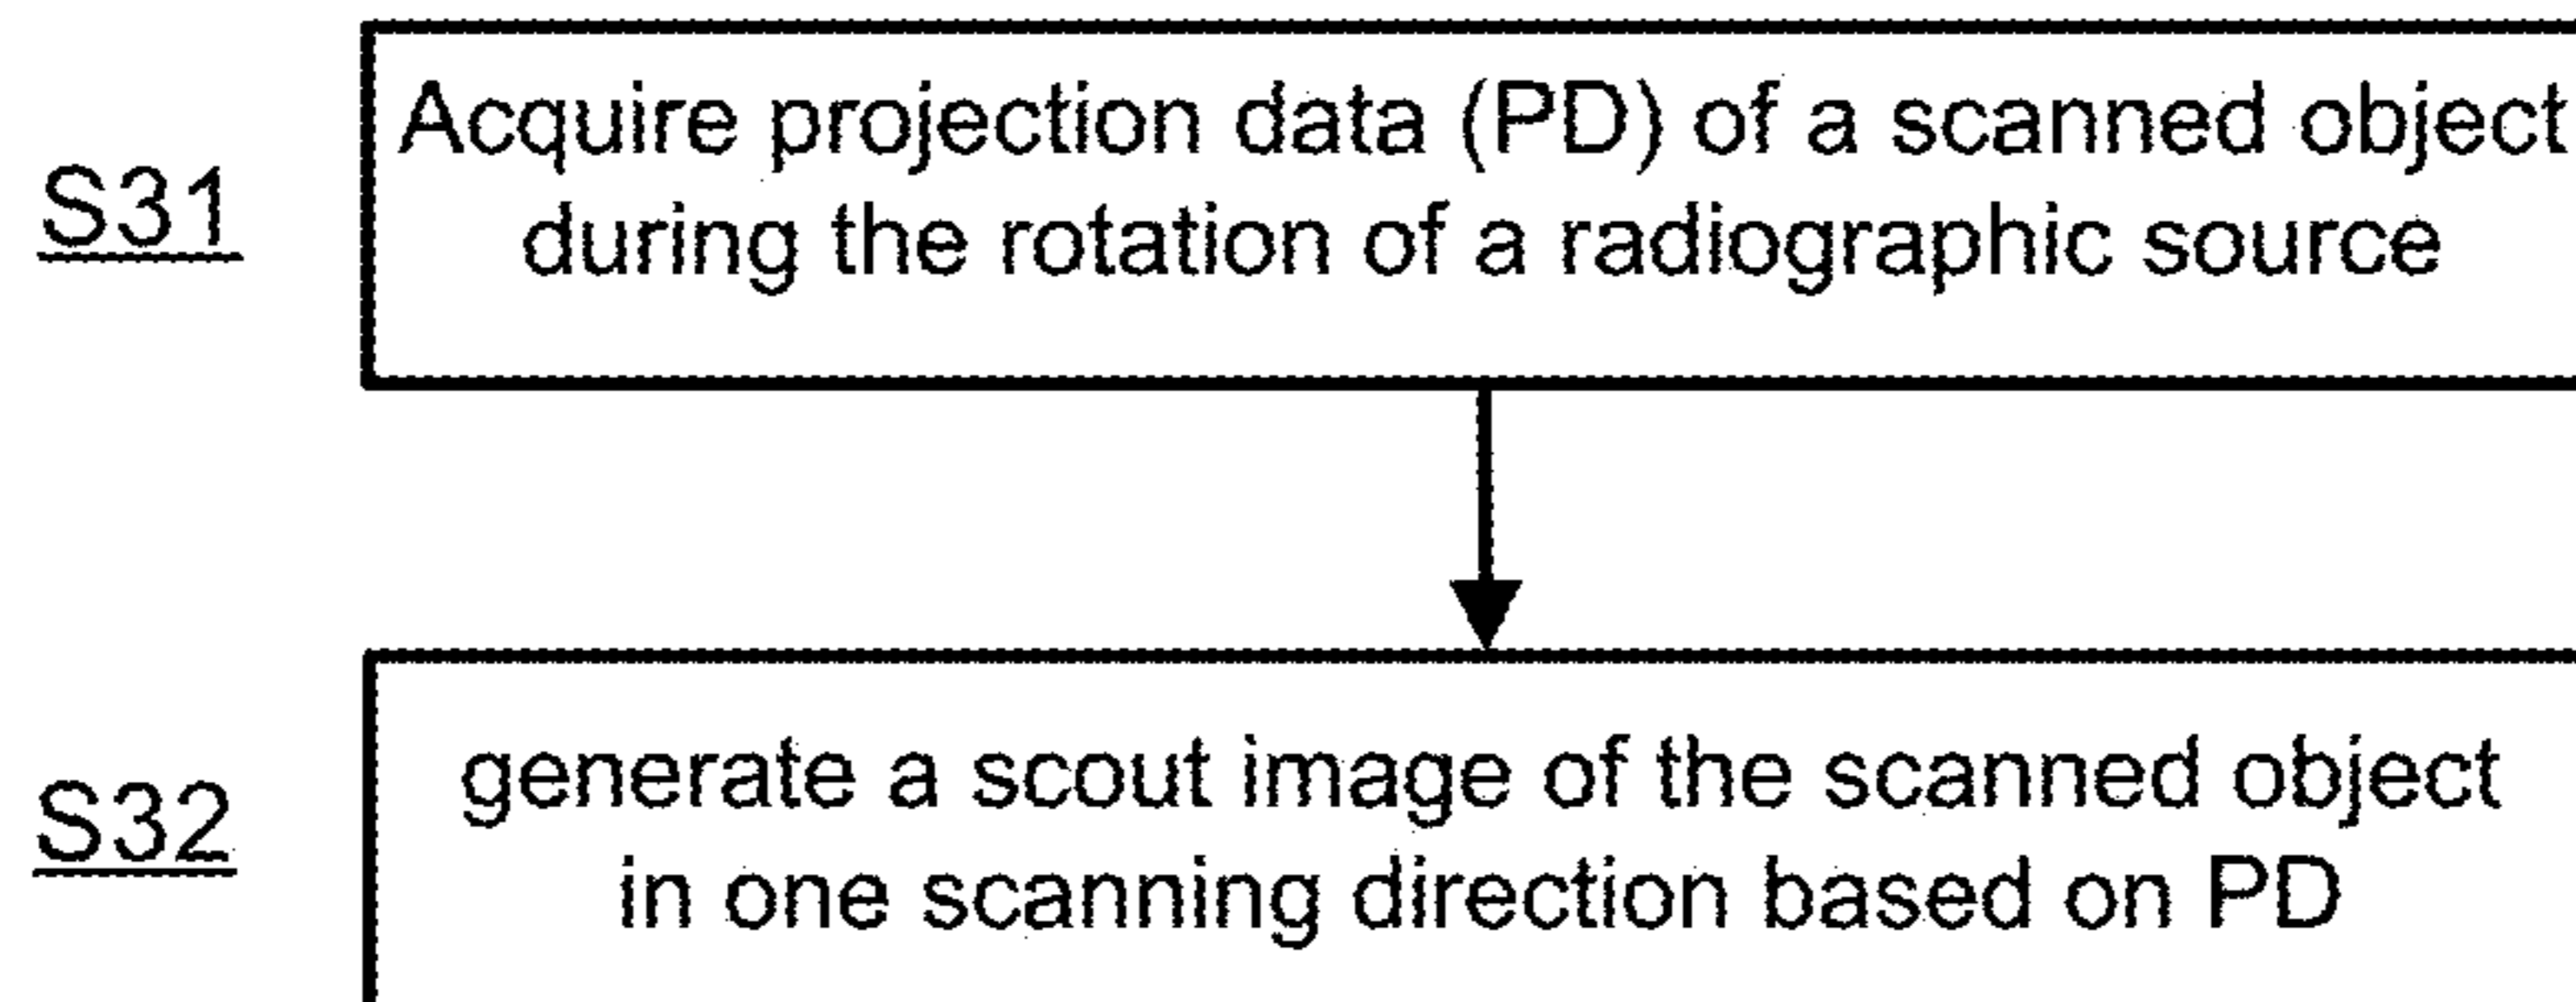 S31
Acquire projection data (PD) of a scanned object
during the rotation of a radiographic source
S32
generate a scout image of the scanned object
in one scanning direction based on PD